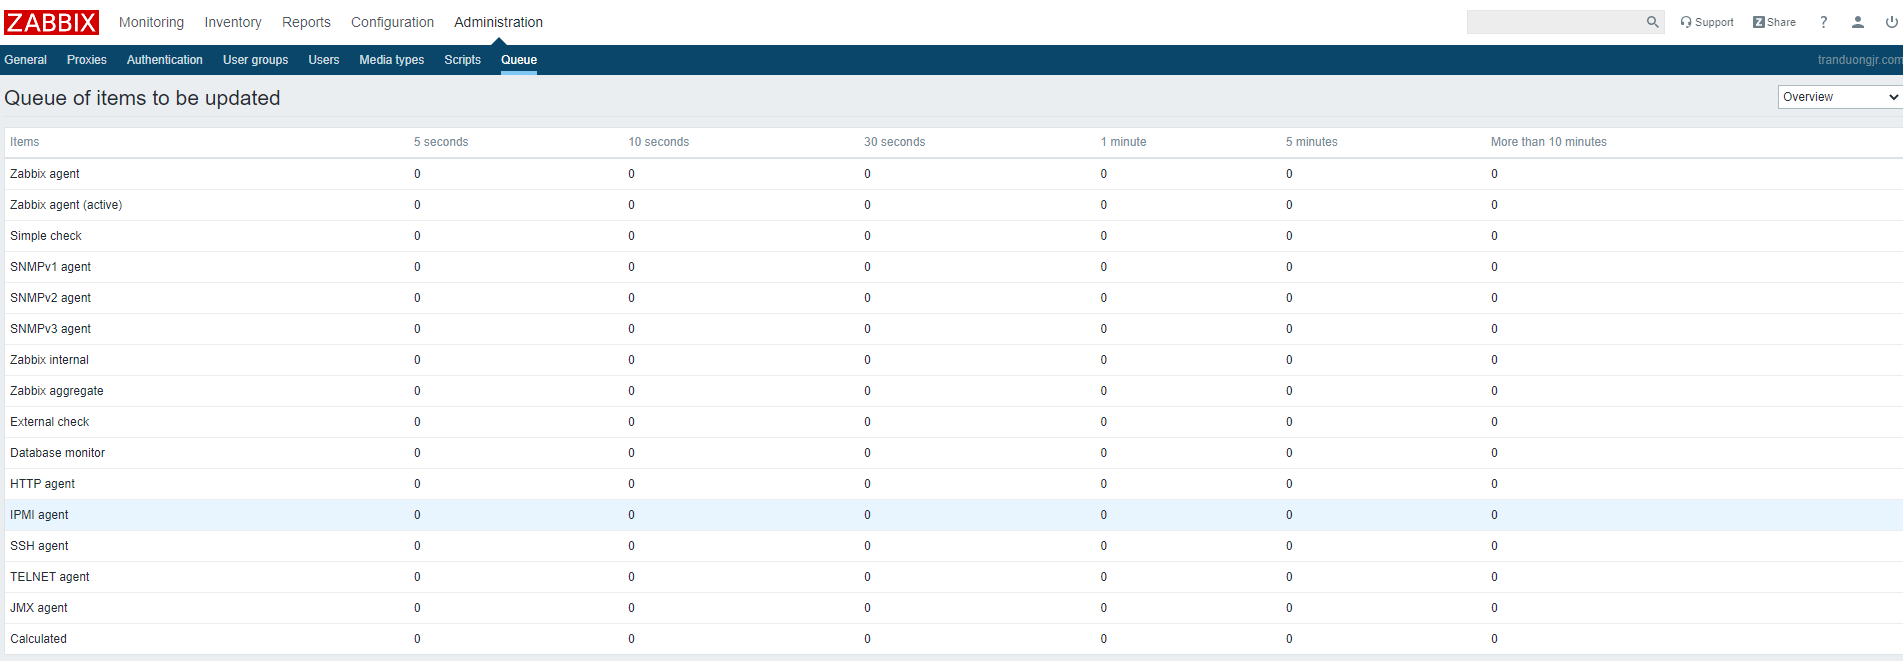 ZABBIX Monitoring Inventory Reports Configuration Administration Support Z Share ?
General Proxies Authentication User groups Users Media types Scripts Queue tranduongjr.com
Queue of items to be updated Overview
Items 5 seconds 10 seconds 30 seconds 1 minute 5 minutes More than 10 minutes
Zabbix agent 0 0 0 0 0 0
Zabbix agent (active) 0 0 0 0 0 0
Simple check 0 0 0 0 0 0
SNMPv1 agent 0 0 0 0 0 0
SNMPv2 agent 0 0 0 0 0 0
SNMPv3 agent 0 0 0 0 0 0
Zabbix internal 0 0 0 0 0 0
Zabbix aggregate 0 0 0 0 0 0
External check 0 0 0 0 0 0
Database monitor 0 0 0 0 0 0
HTTP agent 0 0 0 0 0 0
IPMI agent 0 0 0 0 0 0
SSH agent 0 0 0 0 0 0
TELNET agent 0 0 0 0 0 0
JMX agent 0 0 0 0 0 0
Calculated 0 0 0 0 0 0